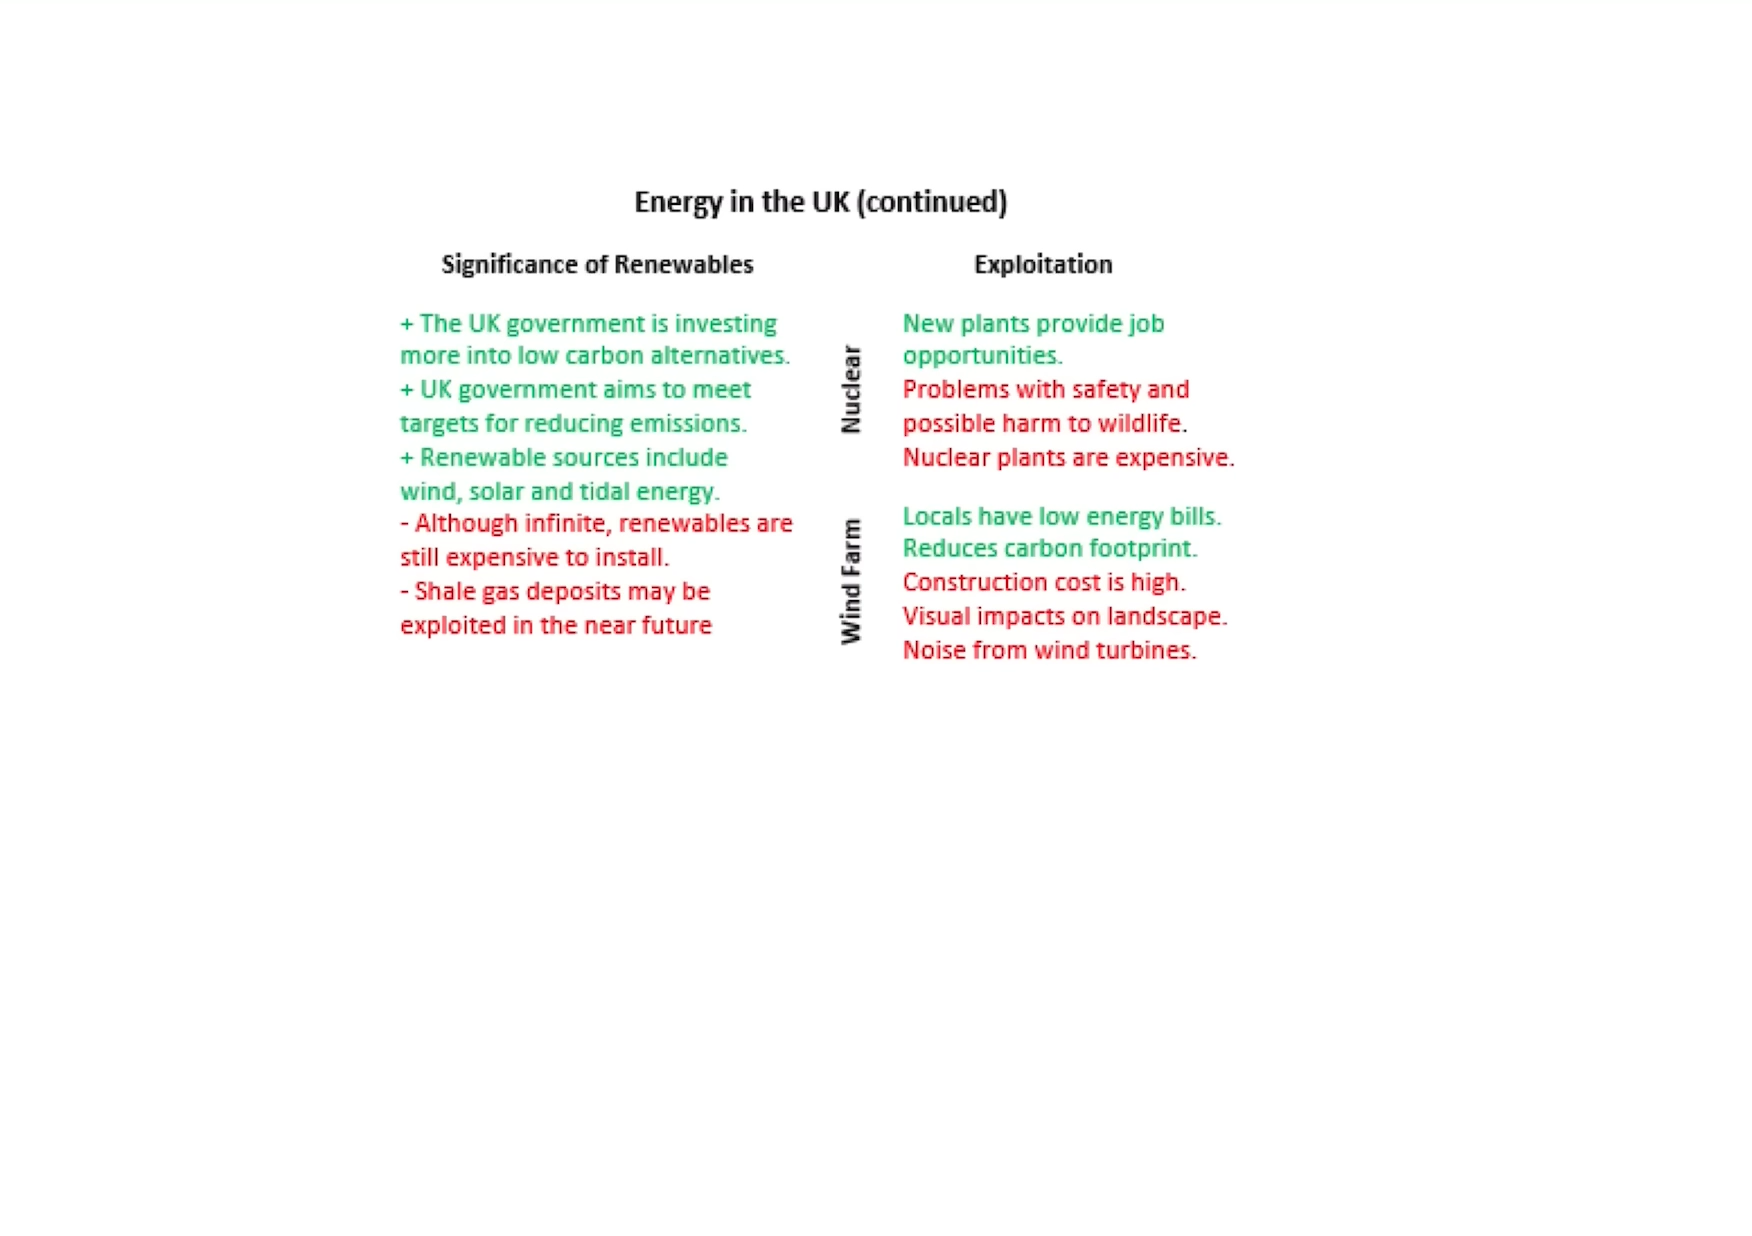 Energy in the UK (continued)
Significance of Renewables
+ The UK government is investing
more into low carbon alternatives.
+ UK government aims to meet
targets for reducing emissions.
+ Renewable sources include
wind, solar and tidal energy.
- Although infinite, renewables are
still expensive to install.
- Shale gas deposits may be
exploited in the near future
Exploitation
Nuclear
New plants provide job
opportunities.
Problems with safety and
possible harm to wildlife.
Nuclear plants are expensive.
Wind Farm
Locals have low energy bills.
Reduces carbon footprint.
Construction cost is high.
Visual impacts on landscape.
Noise from wind turbines.